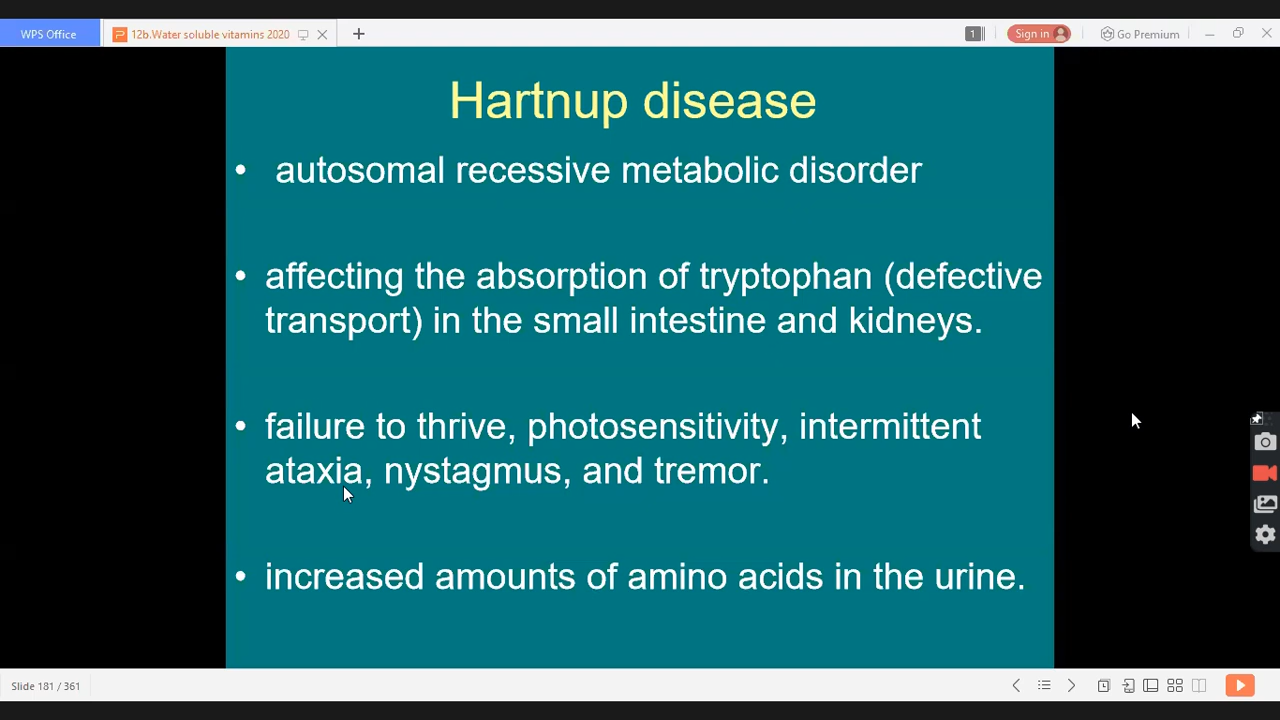 WPS Office
12b.Water soluble vitamins 2020
1
Sign in
Go Premium
Hartnup disease
• autosomal recessive metabolic disorder
• affecting the absorption of tryptophan (defective
transport) in the small intestine and kidneys.
• failure to thrive, photosensitivity, intermittent
ataxia, nystagmus, and tremor.
• increased amounts of amino acids in the urine.
Slide 181 / 361